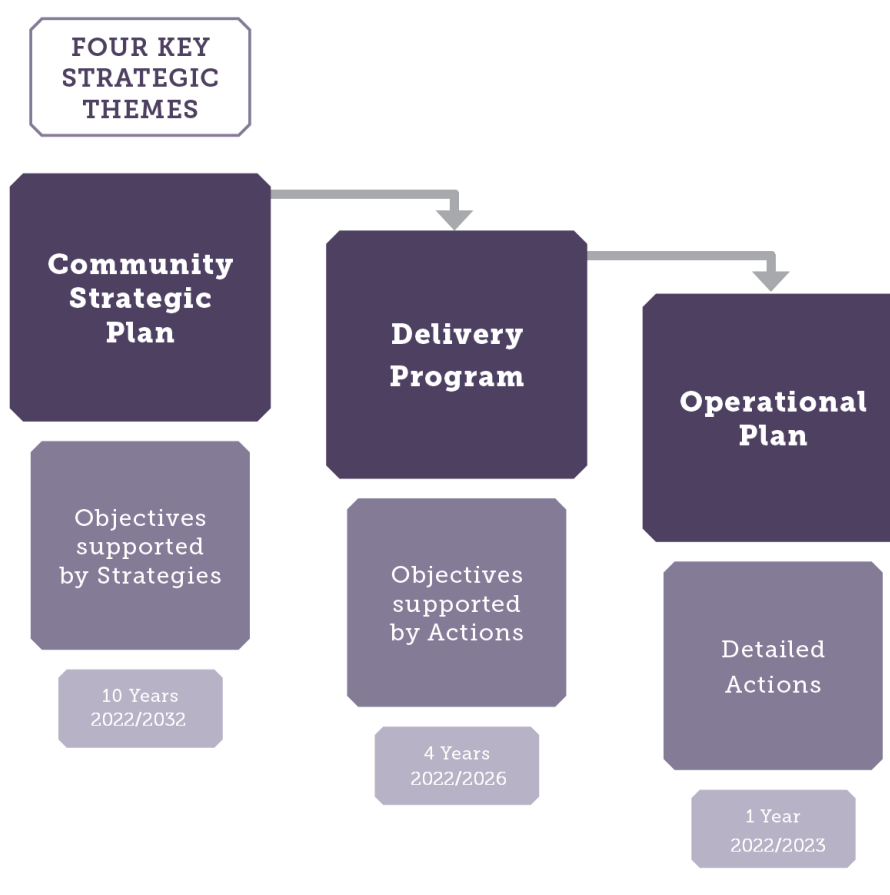 FOUR KEY
STRATEGIC
THEMES
Community
Strategic
Plan
Objectives
supported
by Strategies
10 Years
2022/2032
Delivery
Program
Objectives
supported
by Actions
4 Years
2022/2026
Operational
Plan
Detailed
Actions
1 Year
2022/2023